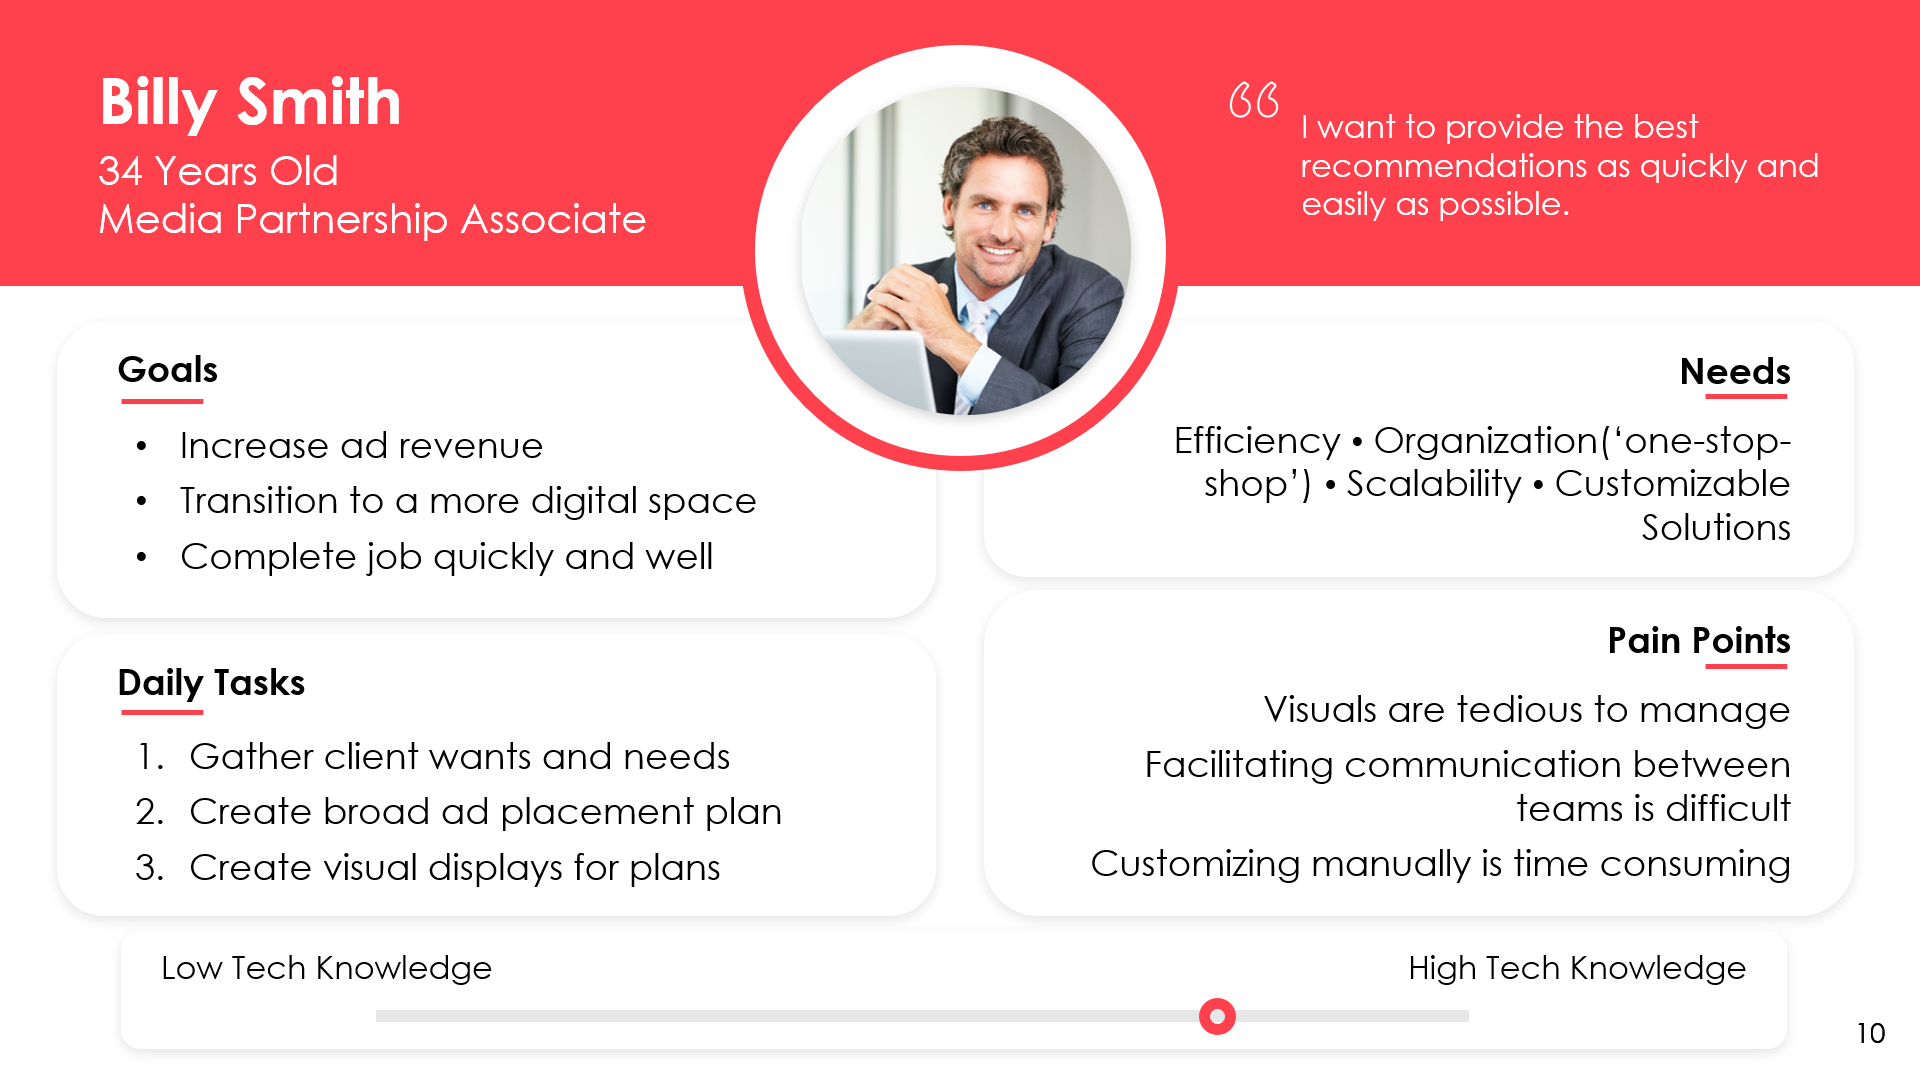 Billy Smith
34 Years Old
Media Partnership Associate
“
I want to provide the best
recommendations as quickly and
easily as possible.
Goals
• Increase ad revenue
• Transition to a more digital space
• Complete job quickly and well
Daily Tasks
1. Gather client wants and needs
2. Create broad ad placement plan
3. Create visual displays for plans
Needs
Efficiency • Organization(‘one-stop-
shop’) • Scalability • Customizable
Solutions
Pain Points
Visuals are tedious to manage
Facilitating communication between
teams is difficult
Customizing manually is time consuming
Low Tech Knowledge
High Tech Knowledge
10